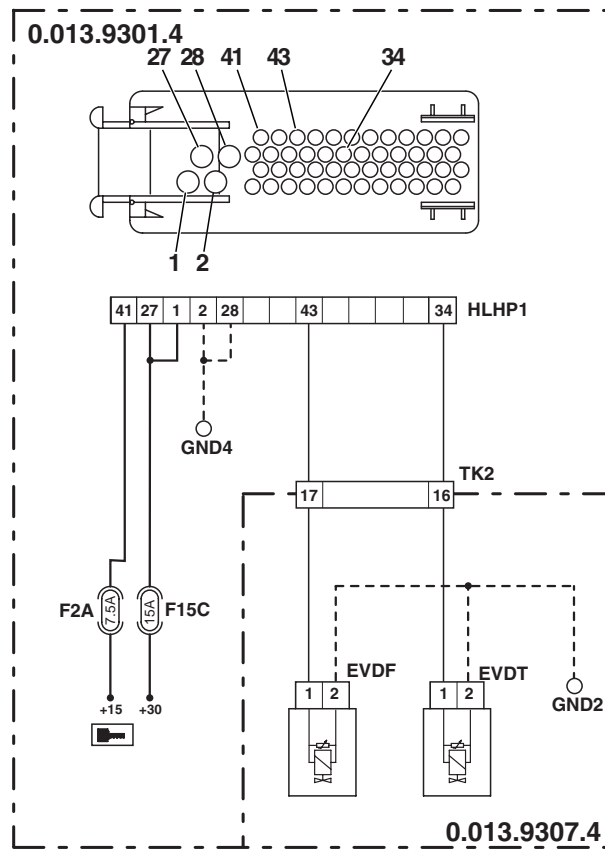 0.013.9301.4
27 28 41 43 34
1 2
41 27 1 2 28 43 34 HLHP1
GND4
TK2
17 16
F2A 7.5A 15A F15C
EVDF EVDT
1 2 1 2
GND2
+15 +30
0.013.9307.4